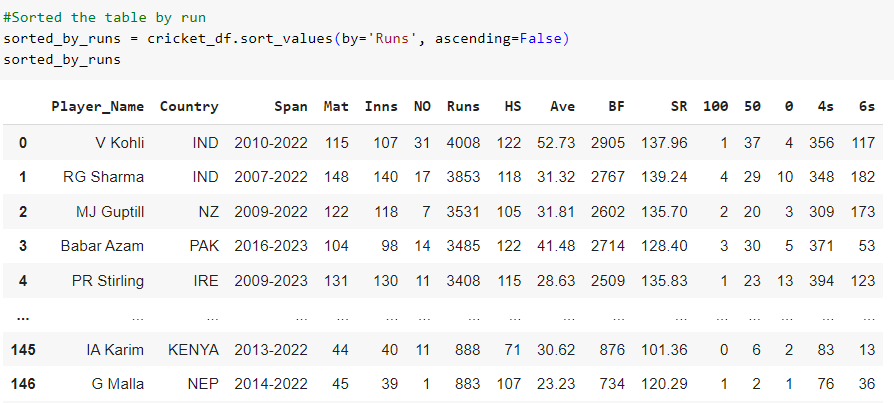 #Sorted the table by run
sorted_by_runs = cricket_df.sort_values(by='Runs', ascending=False)
sorted_by_runs
Player_Name Country Span Mat Inns NO Runs HS Ave BF SR 100 50 0 4s 6s
0 V Kohli IND 2010-2022 115 107 31 4008 122 52.73 2905 137.96 1 37 4 356 117
1 RG Sharma IND 2007-2022 148 140 17 3853 118 31.32 2767 139.24 4 29 10 348 182
2 MJ Guptill NZ 2009-2022 122 118 7 3531 105 31.81 2602 135.70 2 20 3 309 173
3 Babar Azam PAK 2016-2023 104 98 14 3485 122 41.48 2714 128.40 3 30 5 371 53
4 PR Stirling IRE 2009-2023 131 130 11 3408 115 28.63 2509 135.83 1 23 13 394 123
... ... ... ... ... ... ... ... ... ... ... ... ... ... ... ... ...
145 IA Karim KENYA 2013-2022 44 40 11 888 71 30.62 876 101.36 0 6 2 83 13
146 G Malla NEP 2014-2022 45 39 1 883 107 23.23 734 120.29 1 2 1 76 36